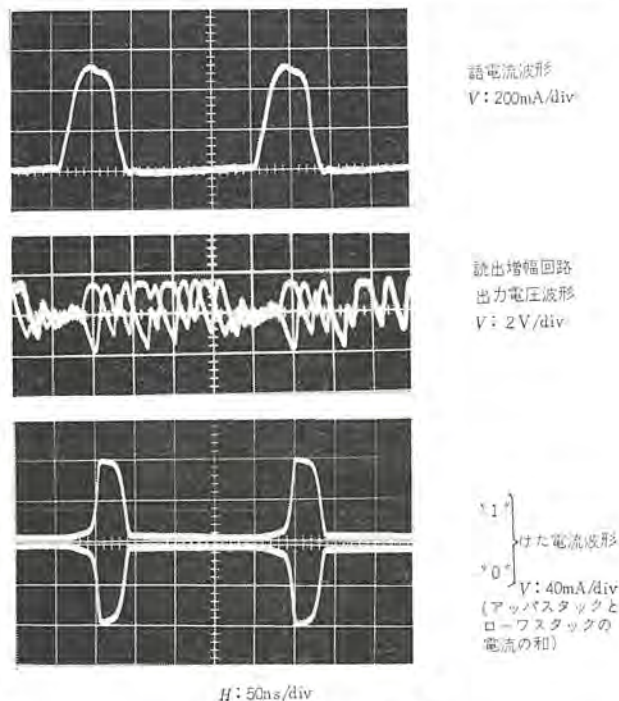 語電流波形
V：200mA/div
読出増幅回路
出力電圧波形
V：2V/div
"1"
けた電流波形
"0"
V：40mA/div
(アッパスタックと
ローワスタックの
電流の和)
H：50ns/div